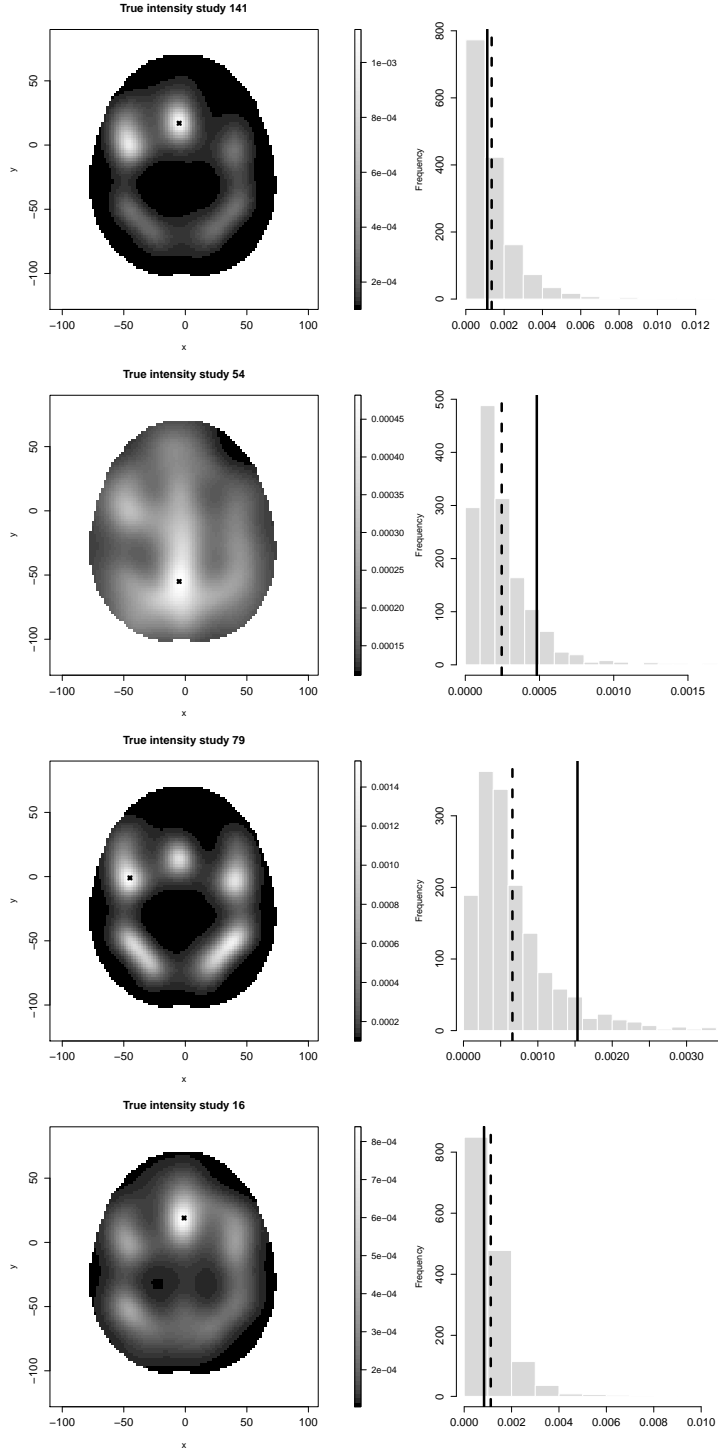 True intensity study 141
50
0
−50
−100
y
−100 −50 0 50 100
x
1e−03
8e−04
6e−04
4e−04
2e−04
Frequency
800
600
400
200
0
0.000 0.002 0.004 0.006 0.008 0.010 0.012
True intensity study 54
50
0
−50
−100
y
−100 −50 0 50 100
x
0.00045
0.00040
0.00035
0.00030
0.00025
0.00020
0.00015
Frequency
500
400
300
200
100
0
0.0000 0.0005 0.0010 0.0015
True intensity study 79
50
0
−50
−100
y
−100 −50 0 50 100
x
0.0014
0.0012
0.0010
0.0008
0.0006
0.0004
0.0002
Frequency
300
200
100
0
0.0000 0.0010 0.0020 0.0030
True intensity study 16
50
0
−50
−100
y
−100 −50 0 50 100
x
8e−04
7e−04
6e−04
5e−04
4e−04
3e−04
2e−04
Frequency
800
600
400
200
0
0.000 0.002 0.004 0.006 0.008 0.010